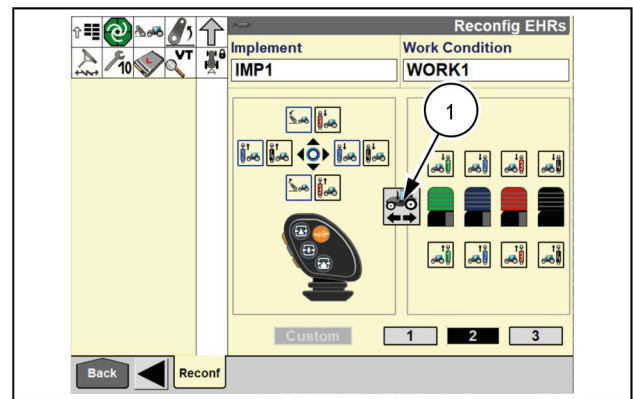 Reconfig EHRs
10
L
VT
Implement
Work Condition
IMP1
WORK1
1
Custom
1
2
3
Back
Reconf